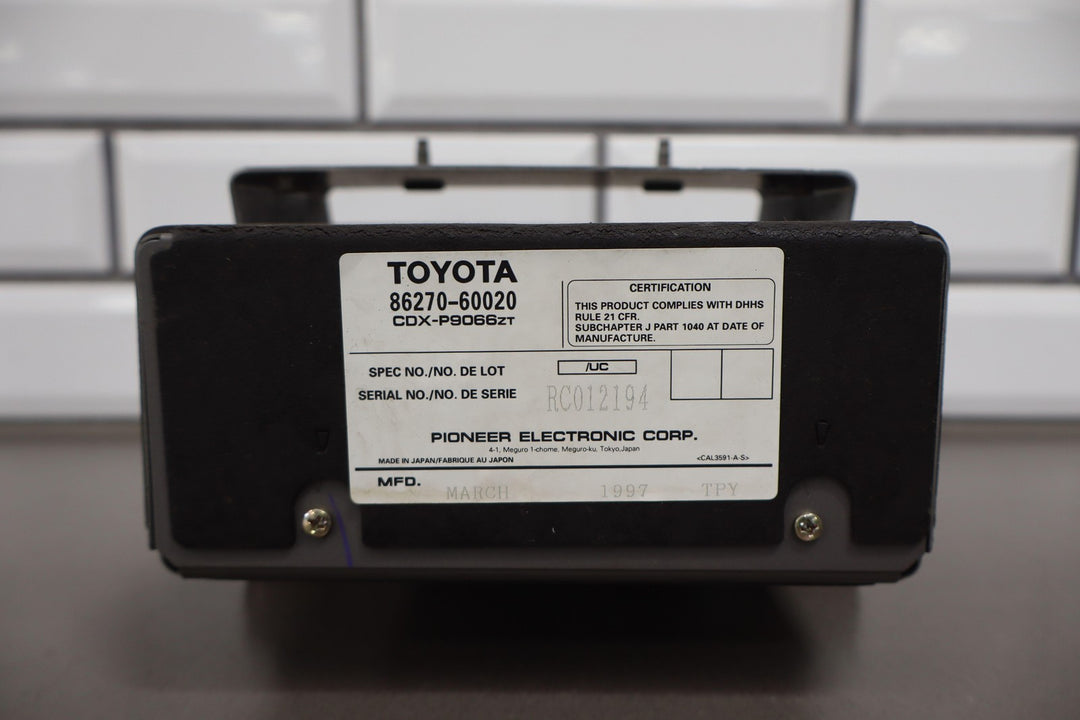 TOYOTA
86270-60020
CDX-P9066ZT
CERTIFICATION
THIS PRODUCT COMPLIES WITH DHHS
RULE 21 CFR.
SUBCHAPTER J PART 1040 AT DATE OF
MANUFACTURE.
SPEC NO./NO. DE LOT /UC
SERIAL NO./NO. DE SERIE RC012194
PIONEER ELECTRONIC CORP.
4-1, Meguro 1-chome, Meguro-ku, Tokyo,Japan
MADE IN JAPAN/FABRIQUE AU JAPON <CAL3591-A-S>
MFD. MARCH 1997 TPY